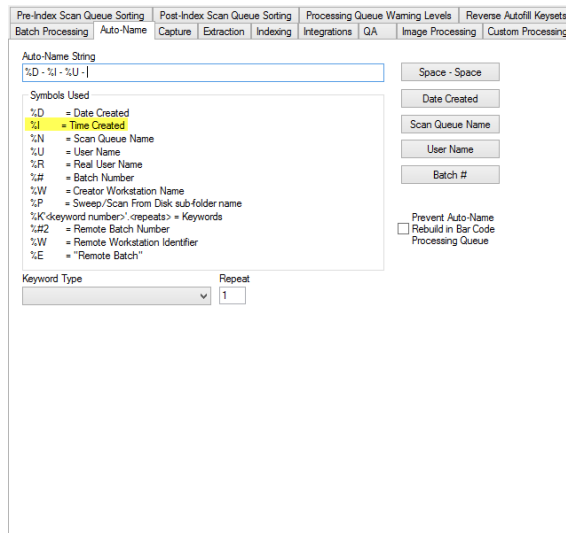 Pre-Index Scan Queue Sorting Post-Index Scan Queue Sorting Processing Queue Warning Levels Reverse Autofill Keysets
Batch Processing Auto-Name Capture Extraction Indexing Integrations QA Image Processing Custom Processing
Auto-Name String
%D - %I - %U -
Space - Space
Symbols Used
Date Created
%D = Date Created
%I = Time Created
Scan Queue Name
%N = Scan Queue Name
%U = User Name
User Name
%R = Real User Name
%# = Batch Number
Batch #
%W = Creator Workstation Name
%P = Sweep/Scan From Disk sub-folder name
%K'<keyword number>'.<repeats> = Keywords
%#2 = Remote Batch Number
%W = Remote Workstation Identifier
%E = "Remote Batch"
Prevent Auto-Name
Rebuild in Bar Code
Processing Queue
Keyword Type Repeat
1